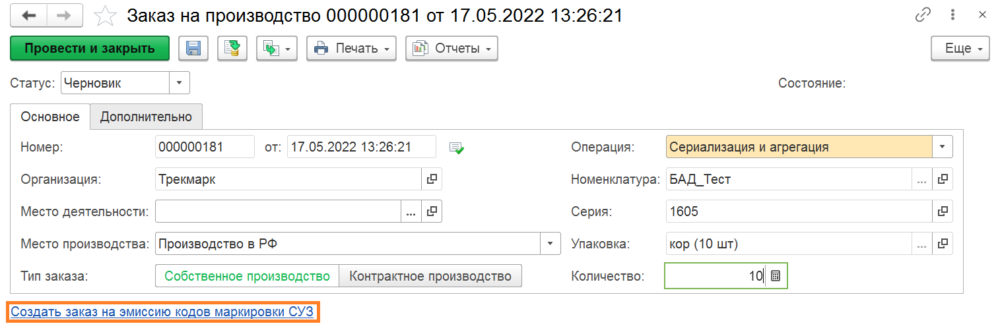 Заказ на производство 000000181 от 17.05.2022 13:26:21
Провести и закрыть Печать Отчеты Еще
Статус: Черновик Состояние:
Основное Дополнительно
Номер: 000000181 от: 17.05.2022 13:26:21 Операция: Сериализация и агрегация
Организация: Трекмарк Номенклатура: БАД_Тест
Место деятельности: ... Серия: 1605
Место производства: Производство в РФ Упаковка: кор (10 шт) ...
Тип заказа: Собственное производство Контрактное производство Количество: 10
Создать заказ на эмиссию кодов маркировки СУЗ